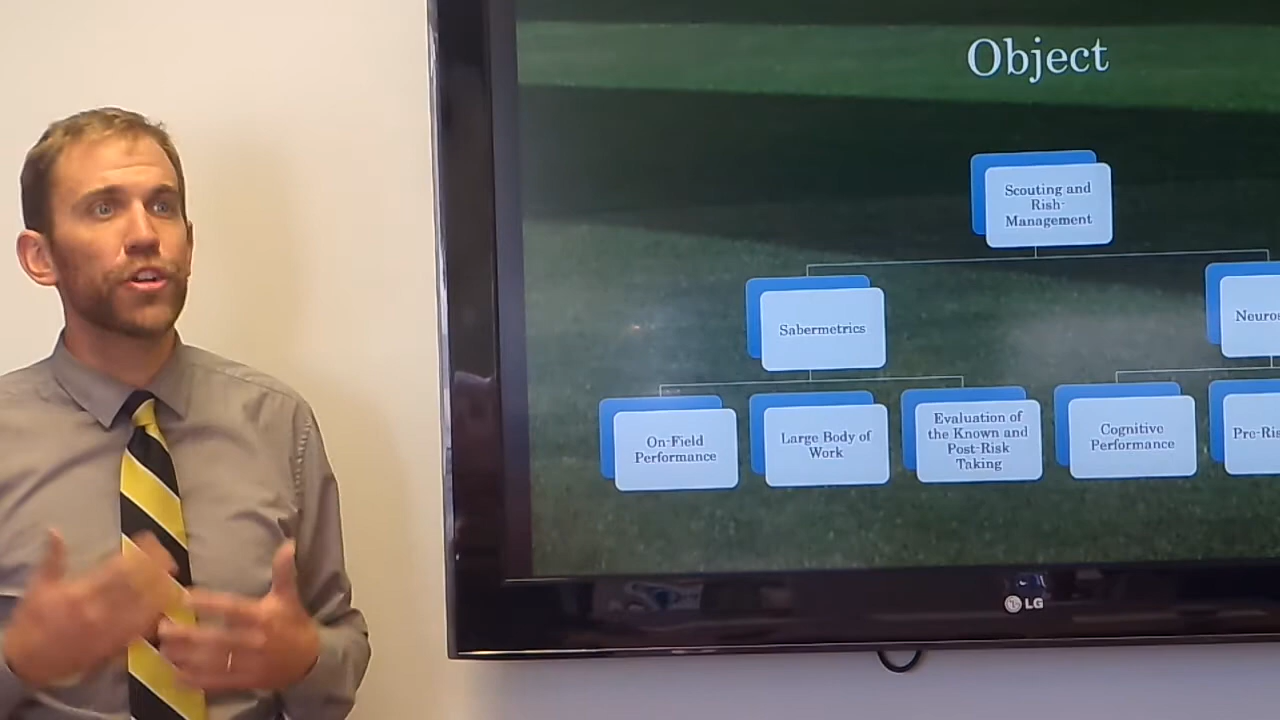 Object
Scouting and
Rish-
Management
Sabermetrics
On-Field
Performance
Large Body of
Work
Evaluation of
the Known and
Post-Risk
Taking
Cognitive
Performance
LG